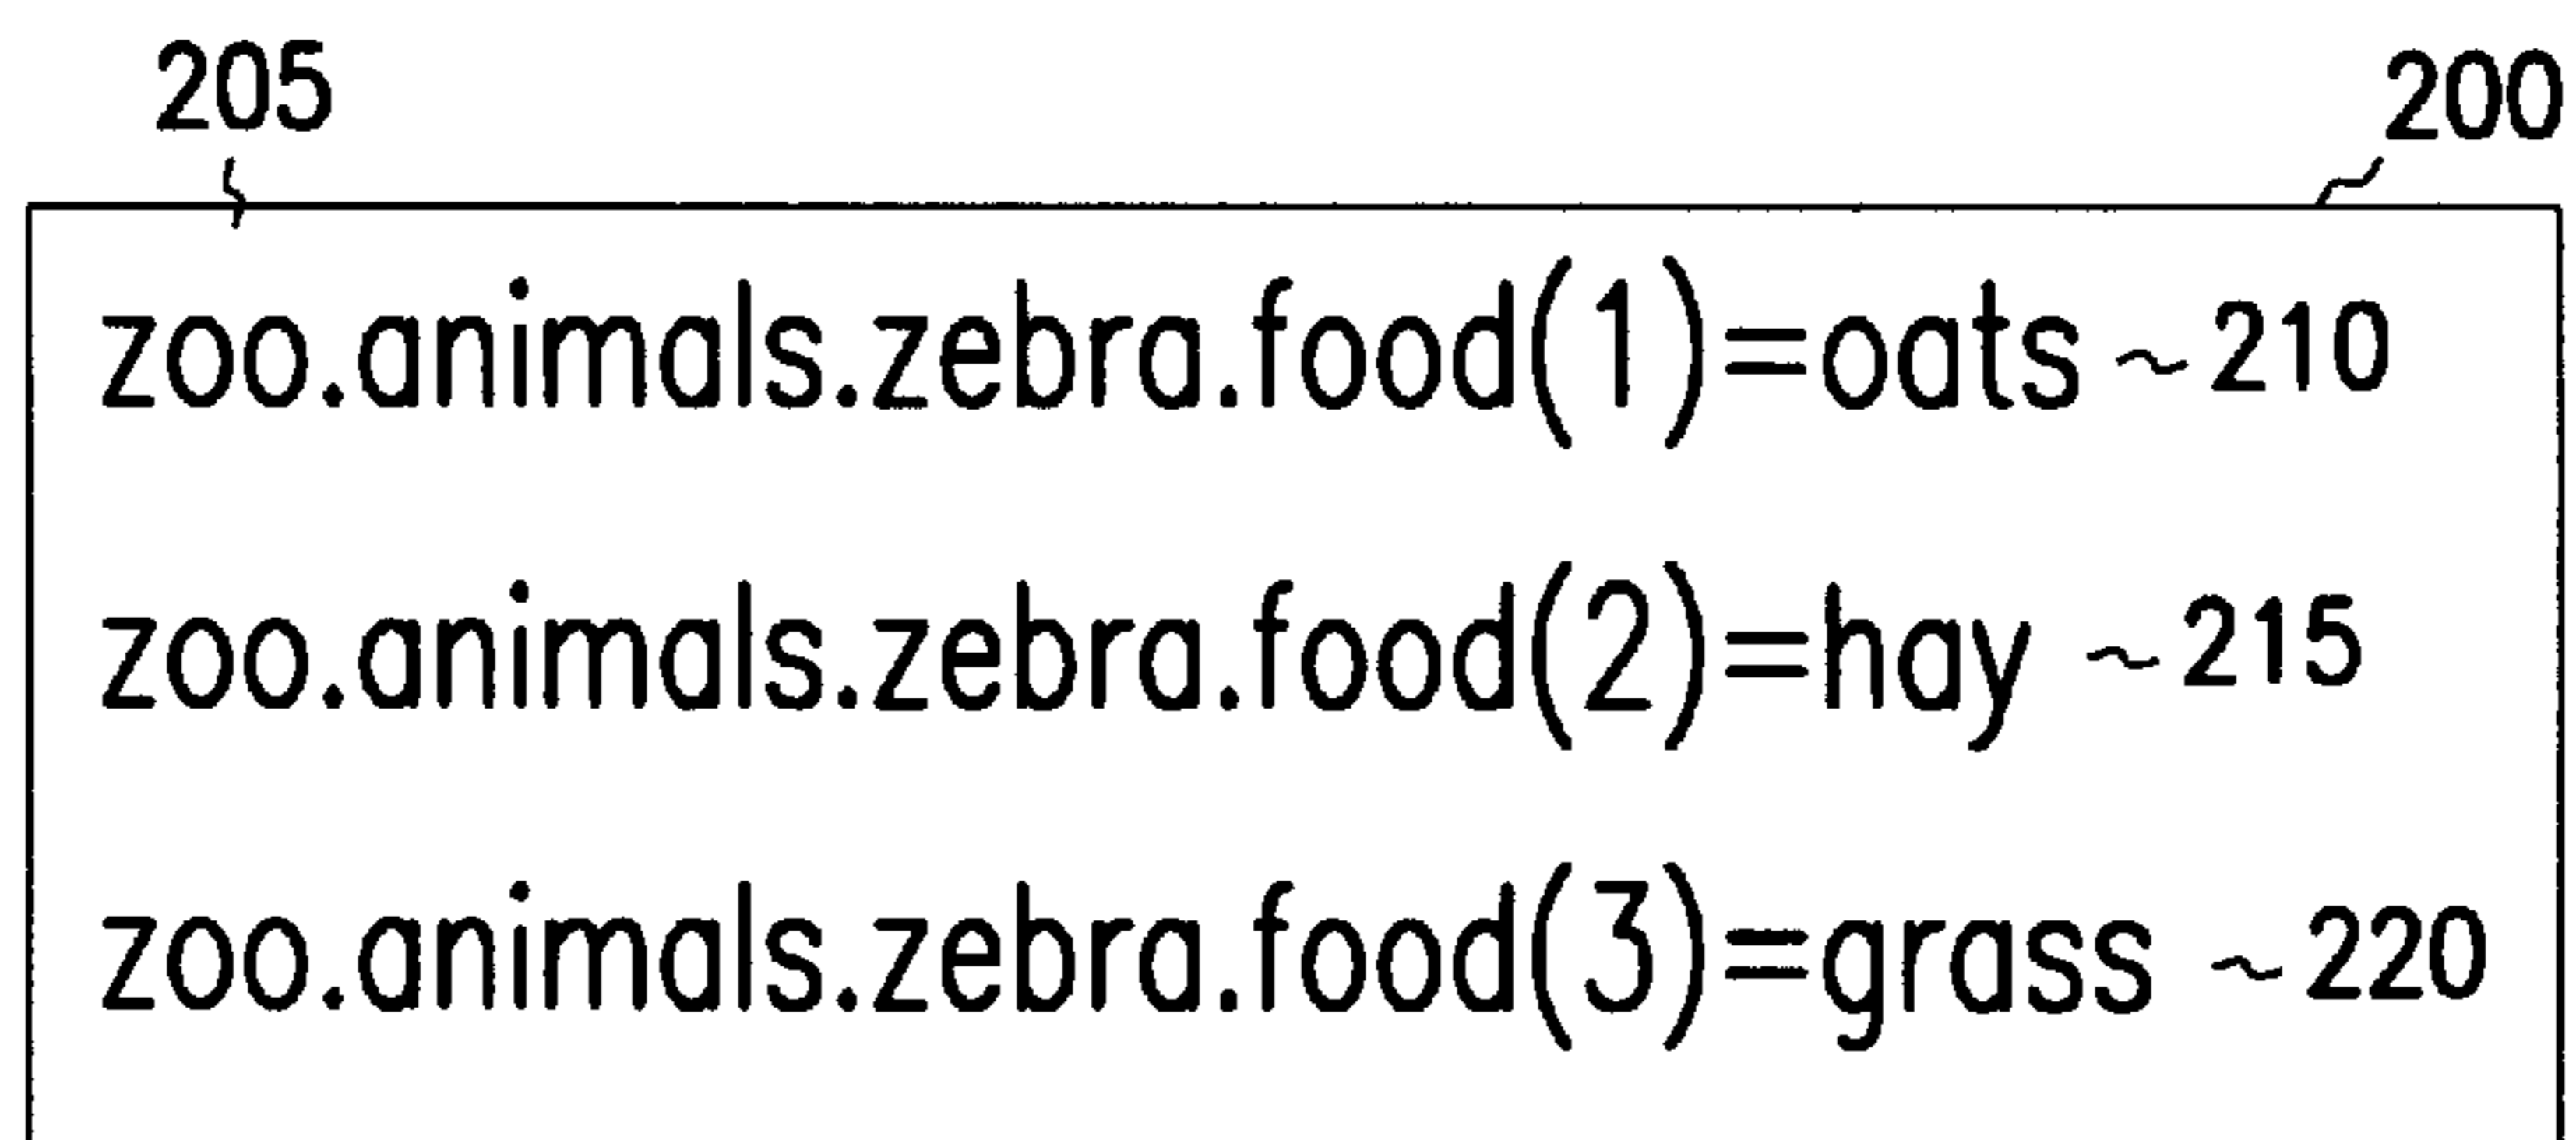 205 200
zoo.animals.zebra.food(1)=oats ~210
zoo.animals.zebra.food(2)=hay ~215
zoo.animals.zebra.food(3)=grass ~220